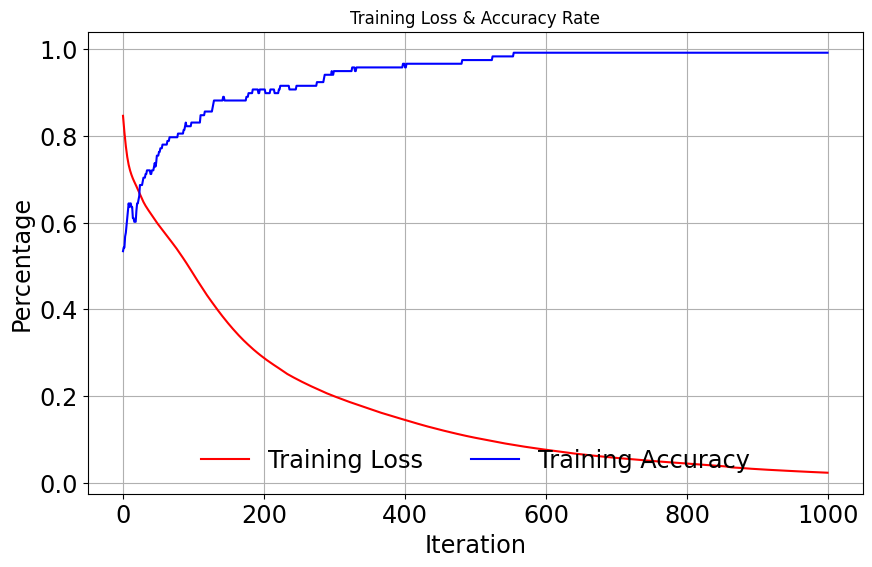 Training Loss & Accuracy Rate
1.0
0.8
0.6
0.4
0.2
0.0
Percentage
Training Loss Training Accuracy
0 200 400 600 800 1000
Iteration